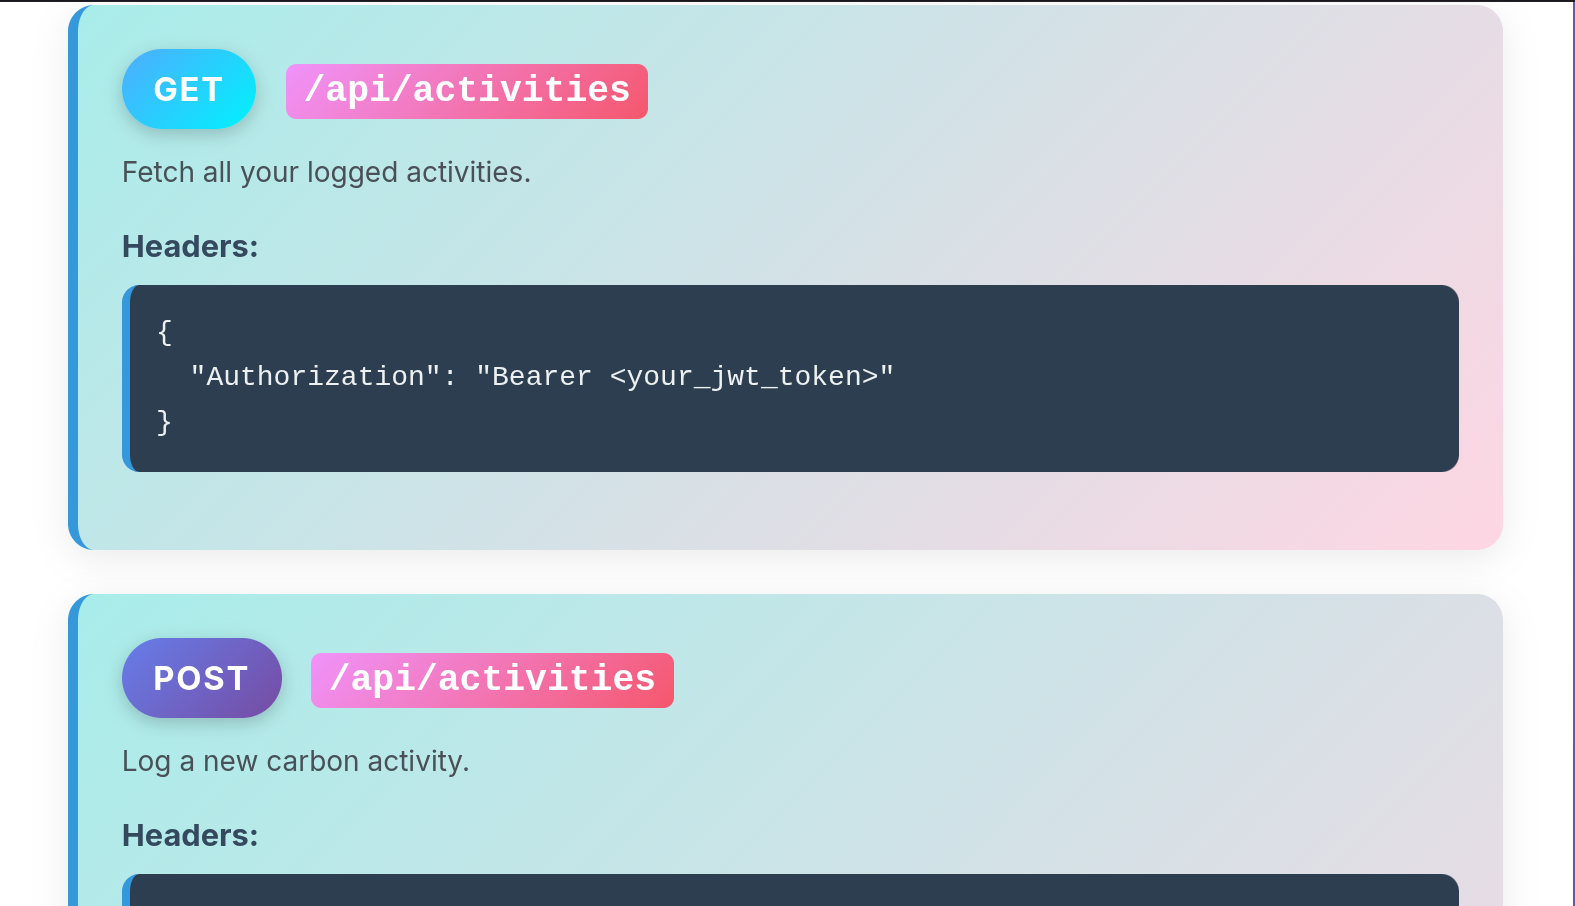 GET /api/activities
Fetch all your logged activities.
Headers:
{
  "Authorization": "Bearer <your_jwt_token>"
}
POST /api/activities
Log a new carbon activity.
Headers: